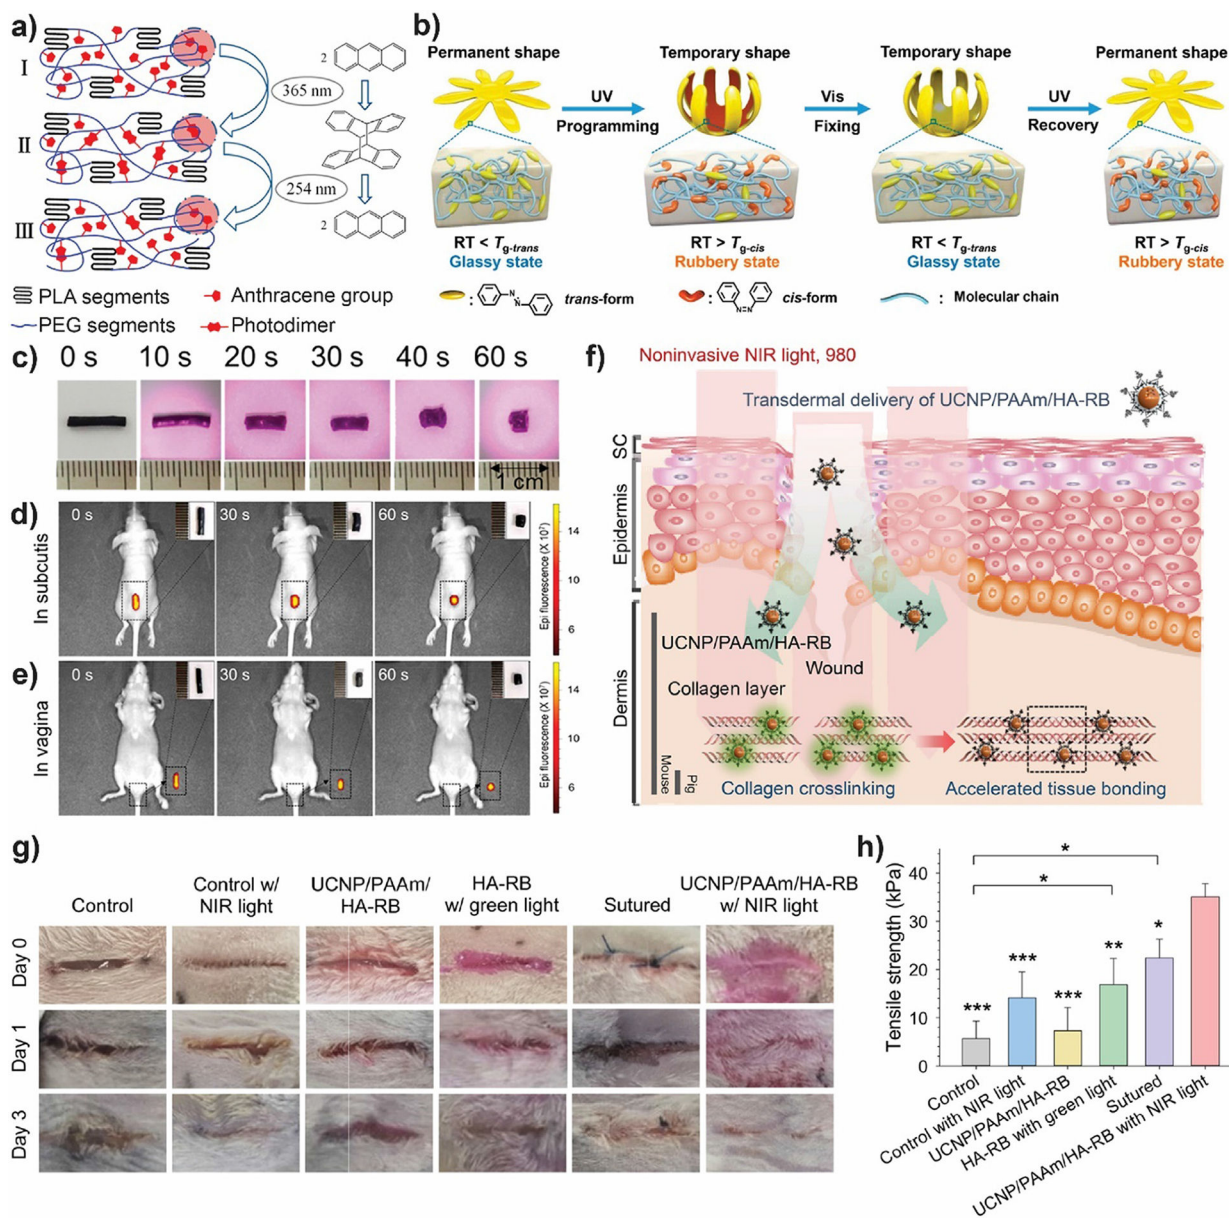 a)
I
II
III
365 nm
254 nm
2
2
PLA segments
Anthracene group
PEG segments
Photodimer
b)
Permanent shape
Temporary shape
Temporary shape
Permanent shape
UV
Programming
Vis
Fixing
UV
Recovery
RT < Tg-trans
Glassy state
RT > Tg-cis
Rubbery state
RT < Tg-trans
Glassy state
RT > Tg-cis
Rubbery state
: N N trans-form
: N=N cis-form
: Molecular chain
c)
0 s 10 s 20 s 30 s 40 s 60 s
1 cm
d)
In subcutis
0 s
30 s
60 s
Epi fluorescence (X 10⁷)
14
10
6
e)
In vagina
0 s
30 s
60 s
Epi fluorescence (X 10⁷)
14
10
6
f)
Noninvasive NIR light, 980
Transdermal delivery of UCNP/PAAm/HA-RB
SC
Epidermis
Dermis
UCNP/PAAm/HA-RB
Wound
Collagen layer
Mouse
Pig
Collagen crosslinking
Accelerated tissue bonding
g)
Control
Control w/
NIR light
UCNP/PAAm/
HA-RB
HA-RB
w/ green light
Sutured
UCNP/PAAm/HA-RB
w/ NIR light
Day 0
Day 1
Day 3
h)
Tensile strength (kPa)
40
30
20
10
0
*
*
***
***
***
**
*
Control
Control with NIR light
UCNP/PAAm/HA-RB
HA-RB with green light
Sutured
UCNP/PAAm/HA-RB with NIR light